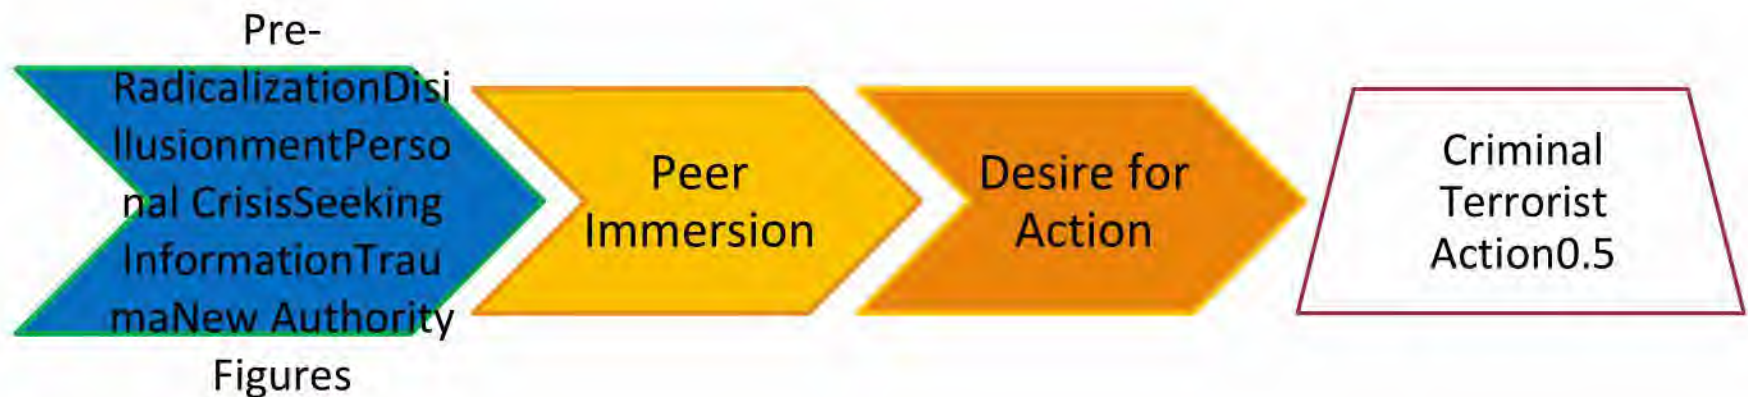 Pre-
RadicalizationDisi
llusionmentPerso
nal CrisisSeeking
InformationTrau
maNew Authority
Figures
Peer
Immersion
Desire for
Action
Criminal
Terrorist
Action0.5